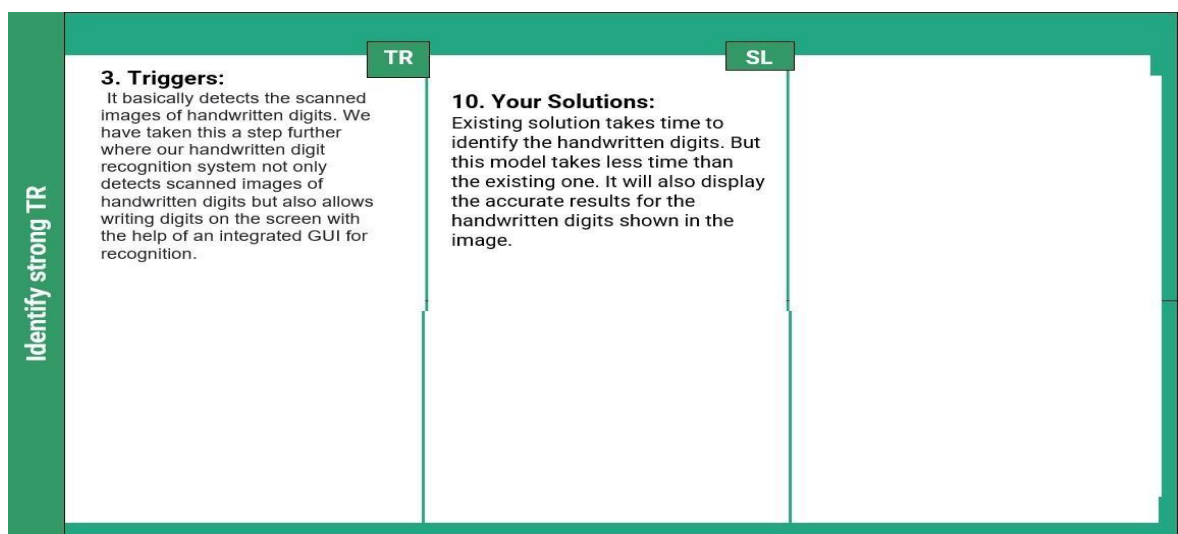 Identify strong TR
TR
3. Triggers:
It basically detects the scanned
images of handwritten digits. We
have taken this a step further
where our handwritten digit
recognition system not only
detects scanned images of
handwritten digits but also allows
writing digits on the screen with
the help of an integrated GUI for
recognition.
SL
10. Your Solutions:
Existing solution takes time to
identify the handwritten digits. But
this model takes less time than
the existing one. It will also display
the accurate results for the
handwritten digits shown in the
image.